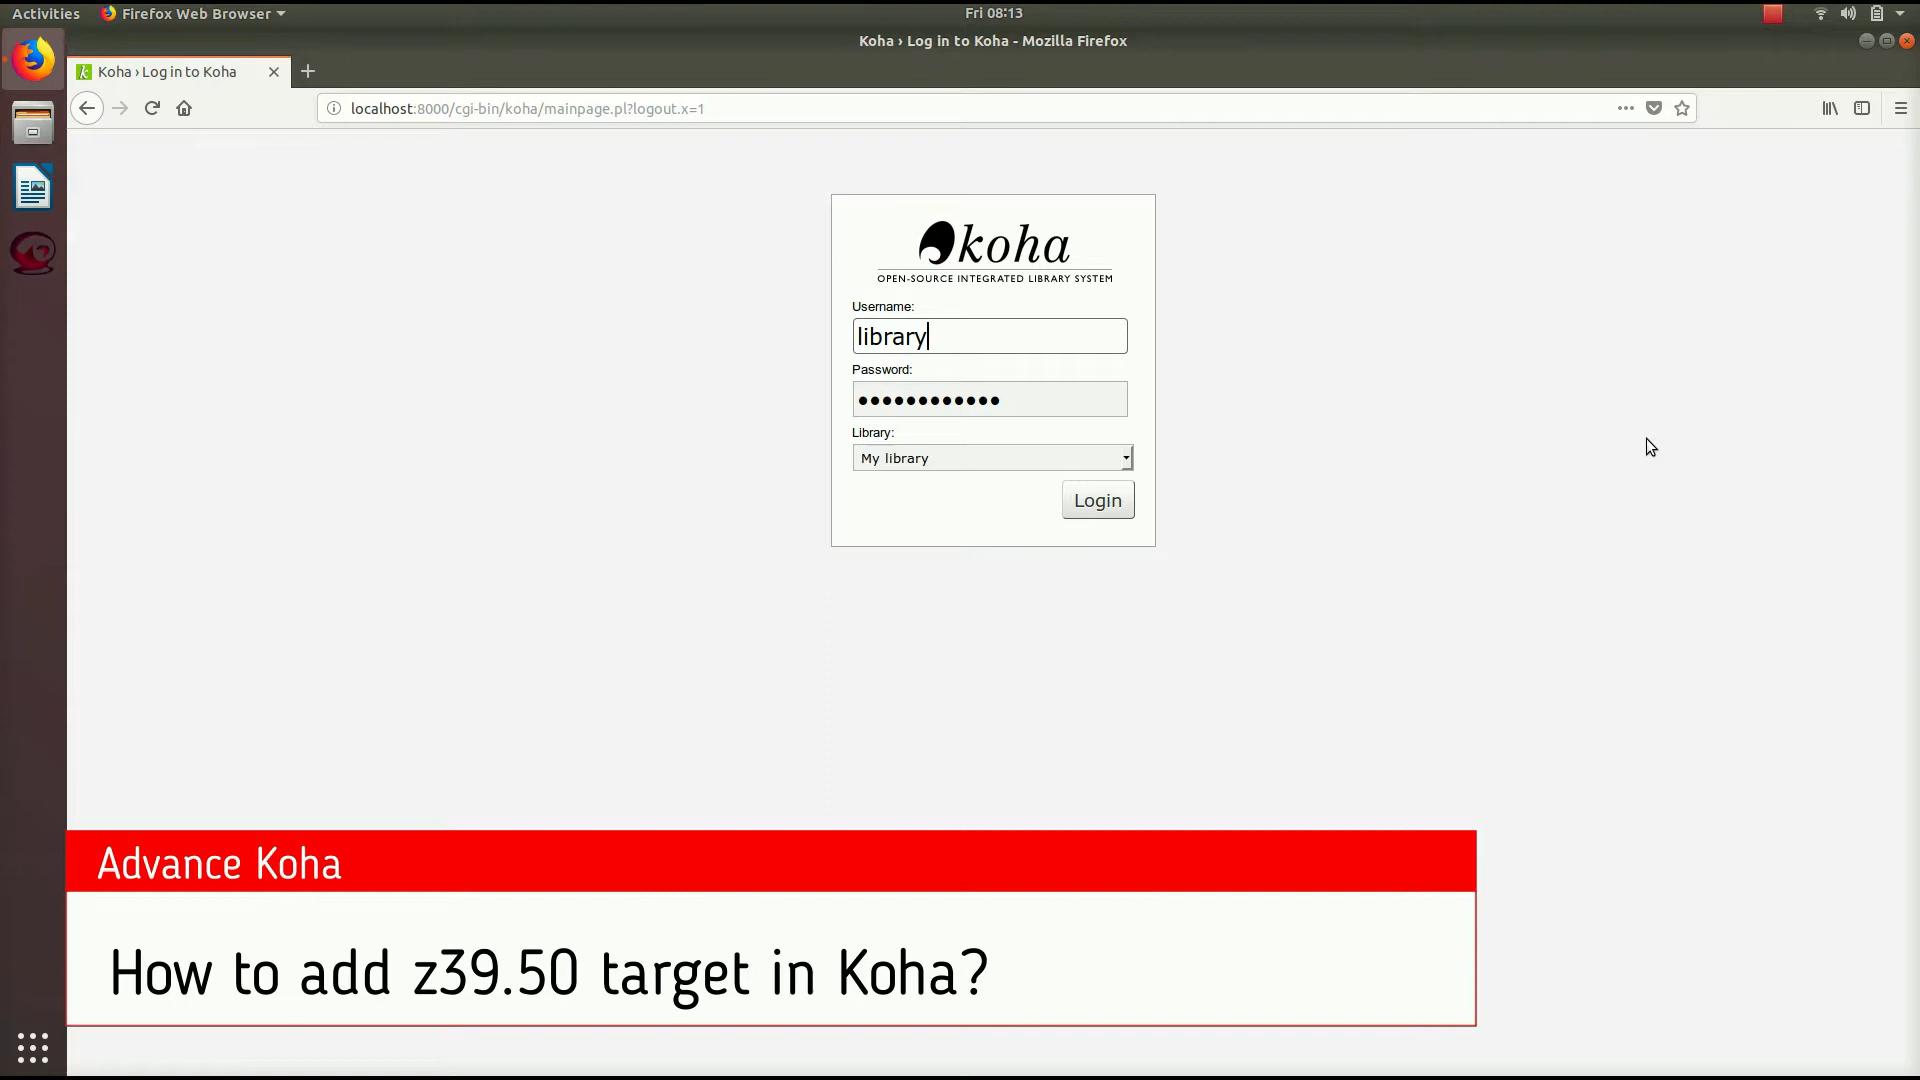 Activities Firefox Web Browser Fri 08:13
Koha › Log in to Koha - Mozilla Firefox
Koha › Log in to Koha
localhost:8000/cgi-bin/koha/mainpage.pl?logout.x=1
koha
OPEN-SOURCE INTEGRATED LIBRARY SYSTEM
Username:
library
Password:
Library:
My library
Login
Advance Koha
How to add z39.50 target in Koha?